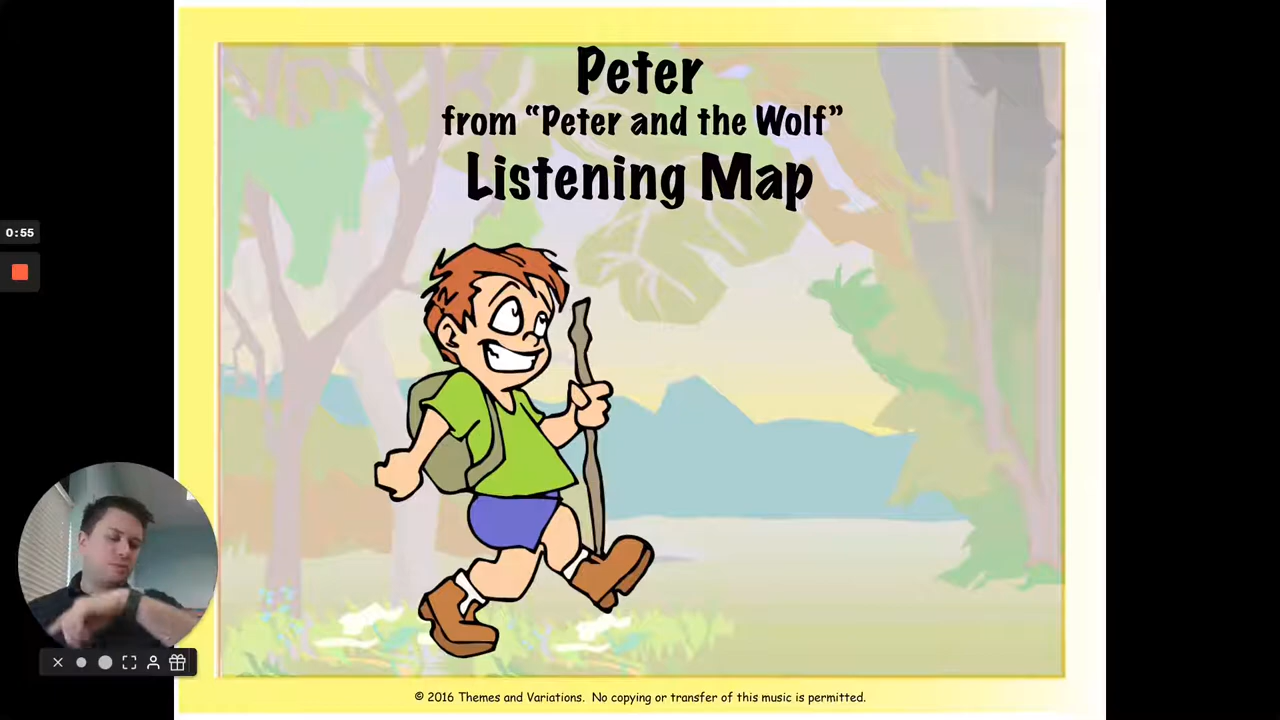 Peter
from “Peter and the Wolf”
Listening Map
0:55
© 2016 Themes and Variations. No copying or transfer of this music is permitted.